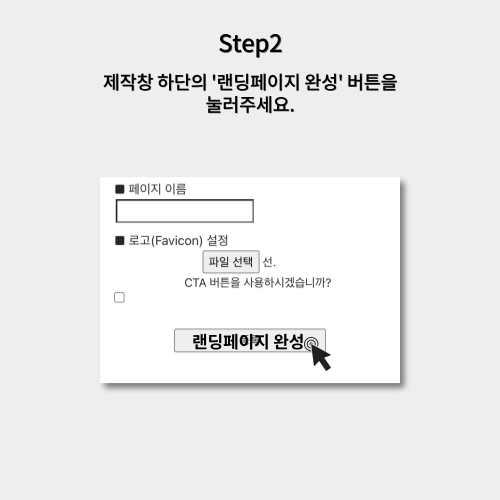 Step2
제작창 하단의 '랜딩페이지 완성' 버튼을
눌러주세요.
■ 페이지 이름
■ 로고(Favicon) 설정
파일 선택 선.
CTA 버튼을 사용하시겠습니까?
랜딩페이지 완성